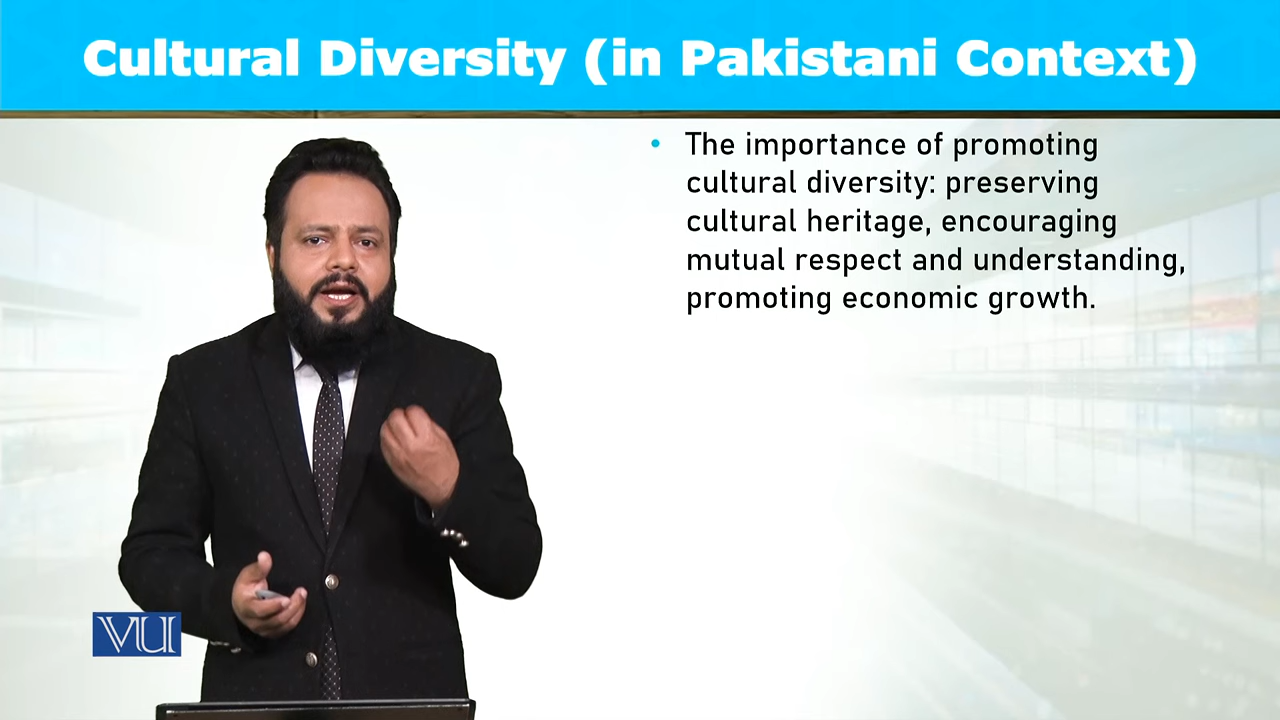 Cultural Diversity (in Pakistani Context)
• The importance of promoting
cultural diversity: preserving
cultural heritage, encouraging
mutual respect and understanding,
promoting economic growth.
VU